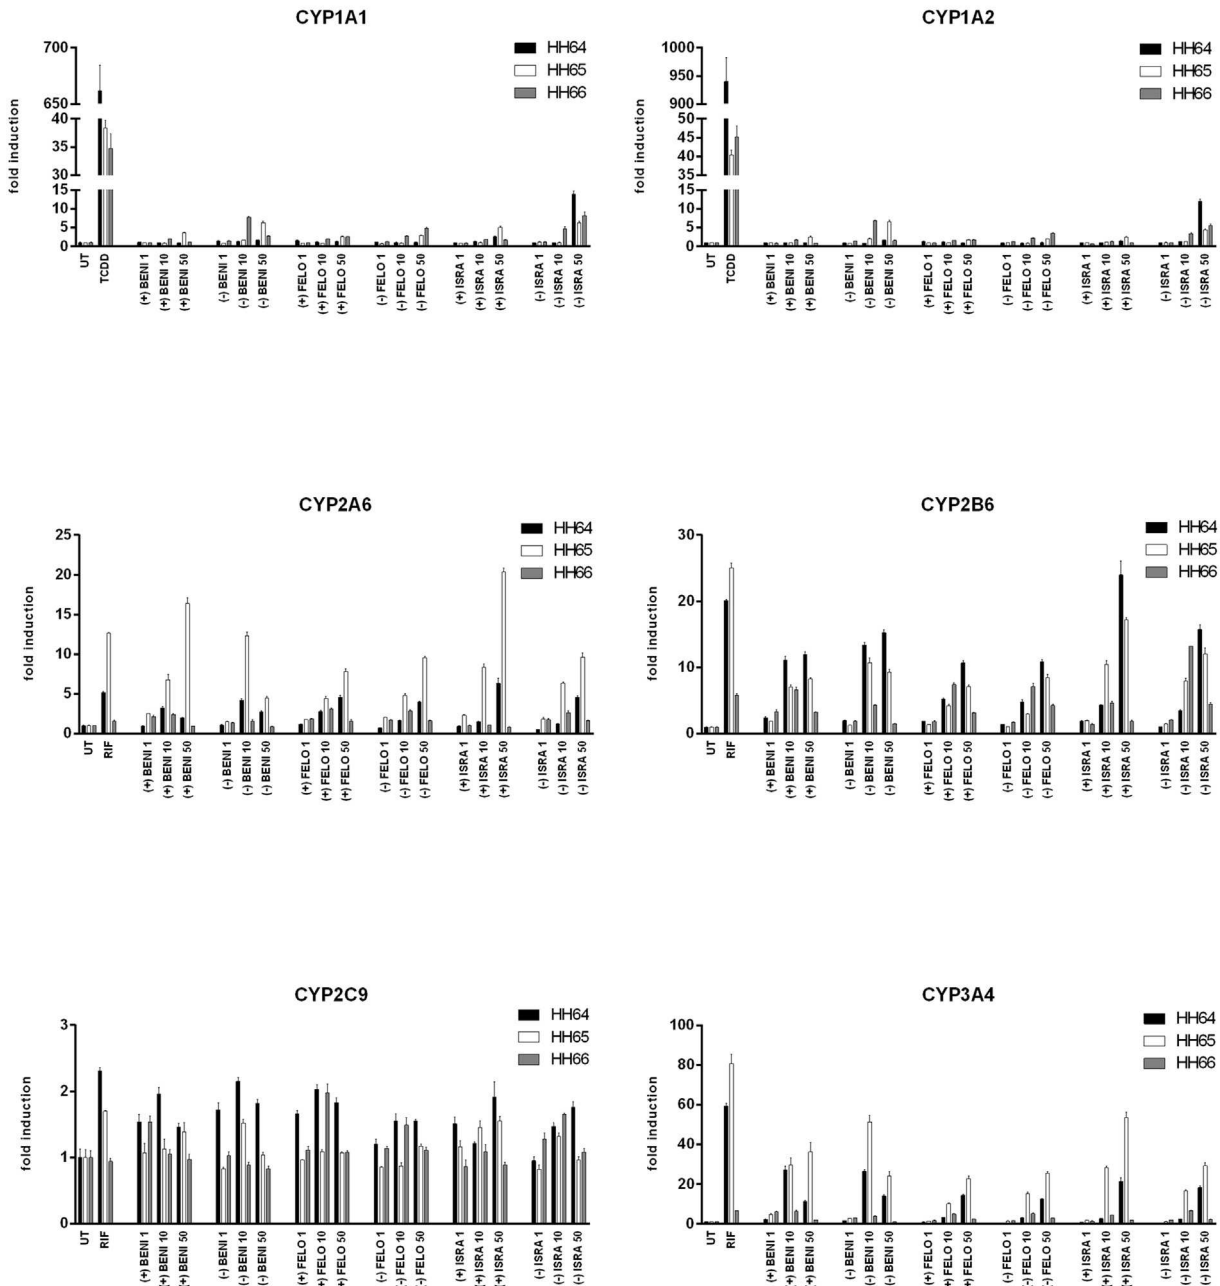 CYP1A1
700
650
40
35
30
15
10
5
0
fold induction
HH64
HH65
HH66
UT
TCDD
(+) BENI 1
(+) BENI 10
(+) BENI 50
(-) BENI 1
(-) BENI 10
(-) BENI 50
(+) FELO 1
(+) FELO 10
(+) FELO 50
(-) FELO 1
(-) FELO 10
(-) FELO 50
(+) ISRA 1
(+) ISRA 10
(+) ISRA 50
(-) ISRA 1
(-) ISRA 10
(-) ISRA 50
CYP1A2
1000
950
900
50
45
40
35
15
10
5
0
fold induction
HH64
HH65
HH66
UT
TCDD
(+) BENI 1
(+) BENI 10
(+) BENI 50
(-) BENI 1
(-) BENI 10
(-) BENI 50
(+) FELO 1
(+) FELO 10
(+) FELO 50
(-) FELO 1
(-) FELO 10
(-) FELO 50
(+) ISRA 1
(+) ISRA 10
(+) ISRA 50
(-) ISRA 1
(-) ISRA 10
(-) ISRA 50
CYP2A6
25
20
15
10
5
0
fold induction
HH64
HH65
HH66
UT
RIF
(+) BENI 1
(+) BENI 10
(+) BENI 50
(-) BENI 1
(-) BENI 10
(-) BENI 50
(+) FELO 1
(+) FELO 10
(+) FELO 50
(-) FELO 1
(-) FELO 10
(-) FELO 50
(+) ISRA 1
(+) ISRA 10
(+) ISRA 50
(-) ISRA 1
(-) ISRA 10
(-) ISRA 50
CYP2B6
30
20
10
0
fold induction
HH64
HH65
HH66
UT
RIF
(+) BENI 1
(+) BENI 10
(+) BENI 50
(-) BENI 1
(-) BENI 10
(-) BENI 50
(+) FELO 1
(+) FELO 10
(+) FELO 50
(-) FELO 1
(-) FELO 10
(-) FELO 50
(+) ISRA 1
(+) ISRA 10
(+) ISRA 50
(-) ISRA 1
(-) ISRA 10
(-) ISRA 50
CYP2C9
3
2
1
0
fold induction
HH64
HH65
HH66
UT
RIF
(+) BENI 1
(+) BENI 10
(+) BENI 50
(-) BENI 1
(-) BENI 10
(-) BENI 50
(+) FELO 1
(+) FELO 10
(+) FELO 50
(-) FELO 1
(-) FELO 10
(-) FELO 50
(+) ISRA 1
(+) ISRA 10
(+) ISRA 50
(-) ISRA 1
(-) ISRA 10
(-) ISRA 50
CYP3A4
100
80
60
40
20
0
fold induction
HH64
HH65
HH66
UT
RIF
(+) BENI 1
(+) BENI 10
(+) BENI 50
(-) BENI 1
(-) BENI 10
(-) BENI 50
(+) FELO 1
(+) FELO 10
(+) FELO 50
(-) FELO 1
(-) FELO 10
(-) FELO 50
(+) ISRA 1
(+) ISRA 10
(+) ISRA 50
(-) ISRA 1
(-) ISRA 10
(-) ISRA 50